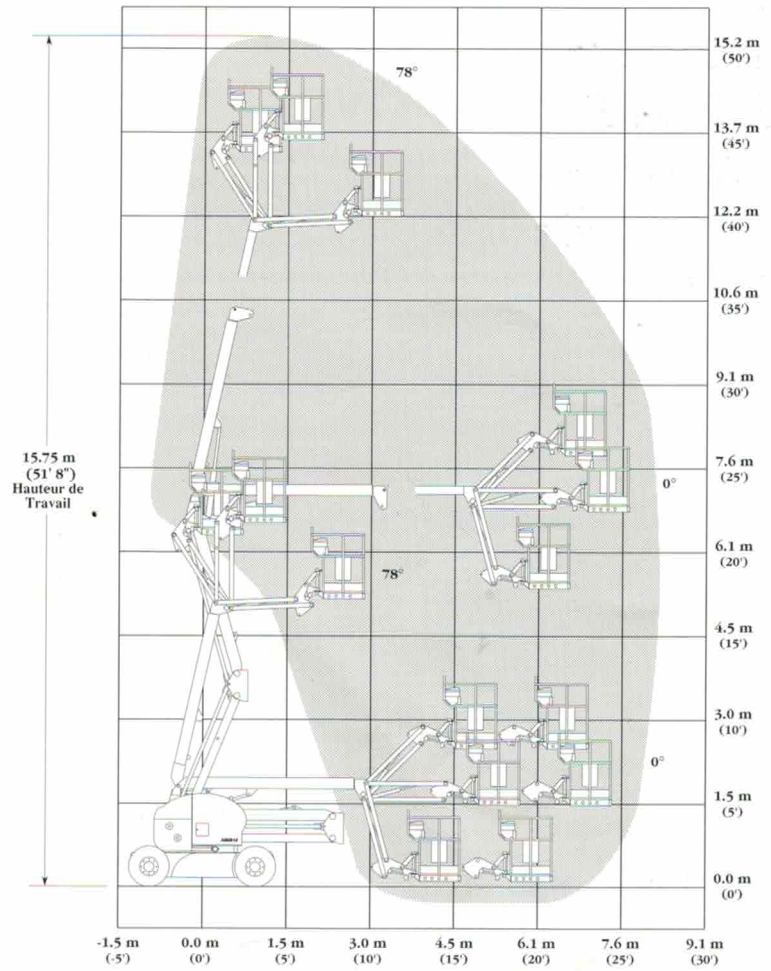 15.2 m
(50')
78°
13.7 m
(45')
12.2 m
(40')
10.6 m
(35')
9.1 m
(30')
15.75 m
(51' 8")
Hauteur de
Travail
7.6 m
(25')
0°
6.1 m
(20')
78°
4.5 m
(15')
3.0 m
(10')
0°
1.5 m
(5')
0.0 m
(0')
-1.5 m
(-5')
0.0 m
(0')
1.5 m
(5')
3.0 m
(10')
4.5 m
(15')
6.1 m
(20')
7.6 m
(25')
9.1 m
(30')